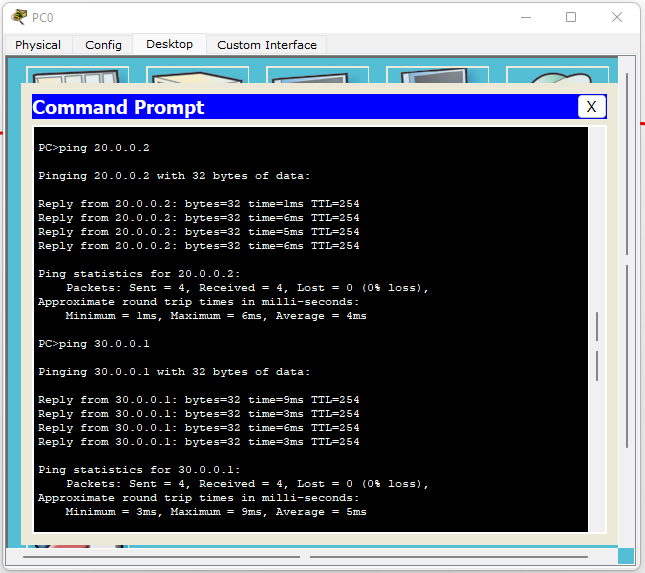 PC0
Physical Config Desktop Custom Interface
Command Prompt X
PC>ping 20.0.0.2
Pinging 20.0.0.2 with 32 bytes of data:
Reply from 20.0.0.2: bytes=32 time=1ms TTL=254
Reply from 20.0.0.2: bytes=32 time=6ms TTL=254
Reply from 20.0.0.2: bytes=32 time=5ms TTL=254
Reply from 20.0.0.2: bytes=32 time=6ms TTL=254
Ping statistics for 20.0.0.2:
Packets: Sent = 4, Received = 4, Lost = 0 (0% loss),
Approximate round trip times in milli-seconds:
Minimum = 1ms, Maximum = 6ms, Average = 4ms
PC>ping 30.0.0.1
Pinging 30.0.0.1 with 32 bytes of data:
Reply from 30.0.0.1: bytes=32 time=9ms TTL=254
Reply from 30.0.0.1: bytes=32 time=3ms TTL=254
Reply from 30.0.0.1: bytes=32 time=6ms TTL=254
Reply from 30.0.0.1: bytes=32 time=3ms TTL=254
Ping statistics for 30.0.0.1:
Packets: Sent = 4, Received = 4, Lost = 0 (0% loss),
Approximate round trip times in milli-seconds:
Minimum = 3ms, Maximum = 9ms, Average = 5ms